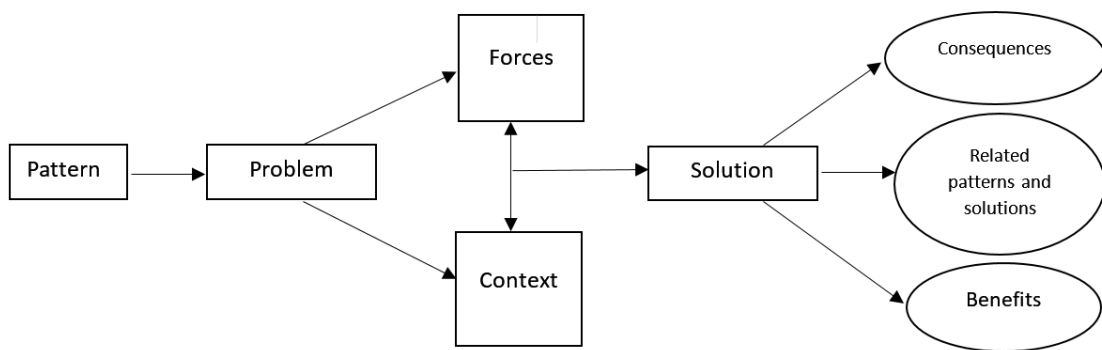 Pattern
Problem
Forces
Context
Solution
Consequences
Related
patterns and
solutions
Benefits